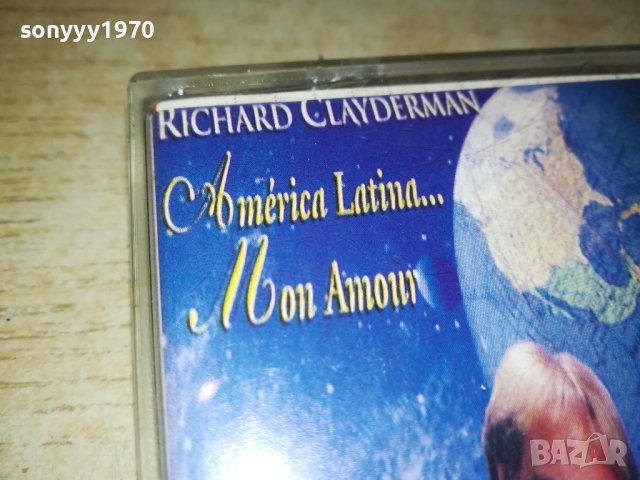 sonyyy1970
RICHARD CLAYDERMAN
América Latina...
Mon Amour
BAZAR